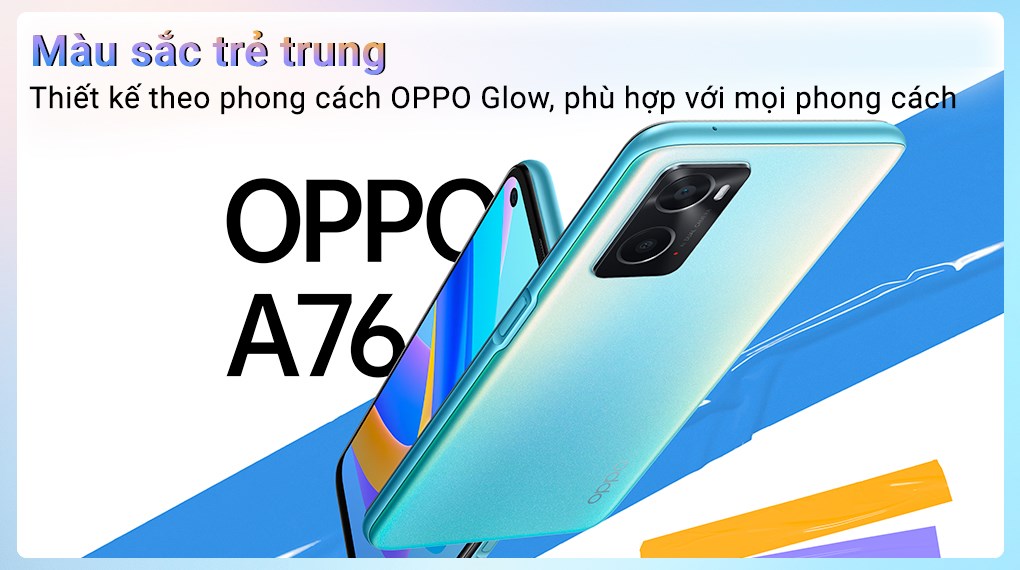 Màu sắc trẻ trung
Thiết kế theo phong cách OPPO Glow, phù hợp với mọi phong cách
OPPO
A76
oppo